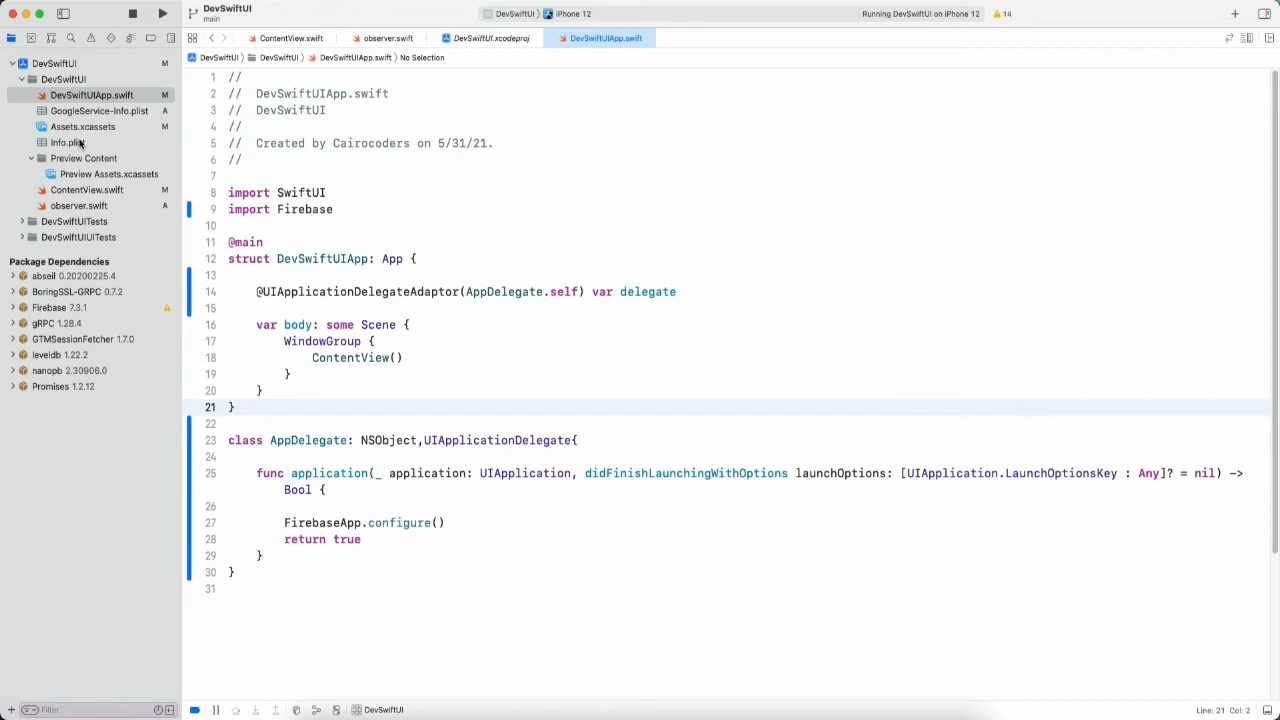 DevSwiftUI
main
DevSwiftUI
iPhone 12
Running DevSwiftUI on iPhone 12
14
ContentView.swift
observer.swift
DevSwiftUI.xcodeproj
DevSwiftUIApp.swift
DevSwiftUI M
DevSwiftUI
DevSwiftUIApp.swift M
GoogleService-Info.plist A
Assets.xcassets M
Info.plist
Preview Content
Preview Assets.xcassets
ContentView.swift M
observer.swift A
DevSwiftUITests
DevSwiftUIUITests
Package Dependencies
abseil 0.20200225.4
BoringSSL-GRPC 0.7.2
Firebase 7.3.1
gRPC 1.28.4
GTMSessionFetcher 1.7.0
leveldb 1.22.2
nanopb 2.30906.0
Promises 1.2.12
Filter
DevSwiftUI DevSwiftUI DevSwiftUIApp.swift No Selection
1 //
2 // DevSwiftUIApp.swift
3 // DevSwiftUI
4 //
5 // Created by Cairocoders on 5/31/21.
6 //
7
8 import SwiftUI
9 import Firebase
10
11 @main
12 struct DevSwiftUIApp: App {
13
14 @UIApplicationDelegateAdaptor(AppDelegate.self) var delegate
15
16 var body: some Scene {
17 WindowGroup {
18 ContentView()
19 }
20 }
21 }
22
23 class AppDelegate: NSObject,UIApplicationDelegate{
24
25 func application(_ application: UIApplication, didFinishLaunchingWithOptions launchOptions: [UIApplication.LaunchOptionsKey : Any]? = nil) ->
Bool {
26
27 FirebaseApp.configure()
28 return true
29 }
30 }
31
DevSwiftUI
Line: 21 Col: 2